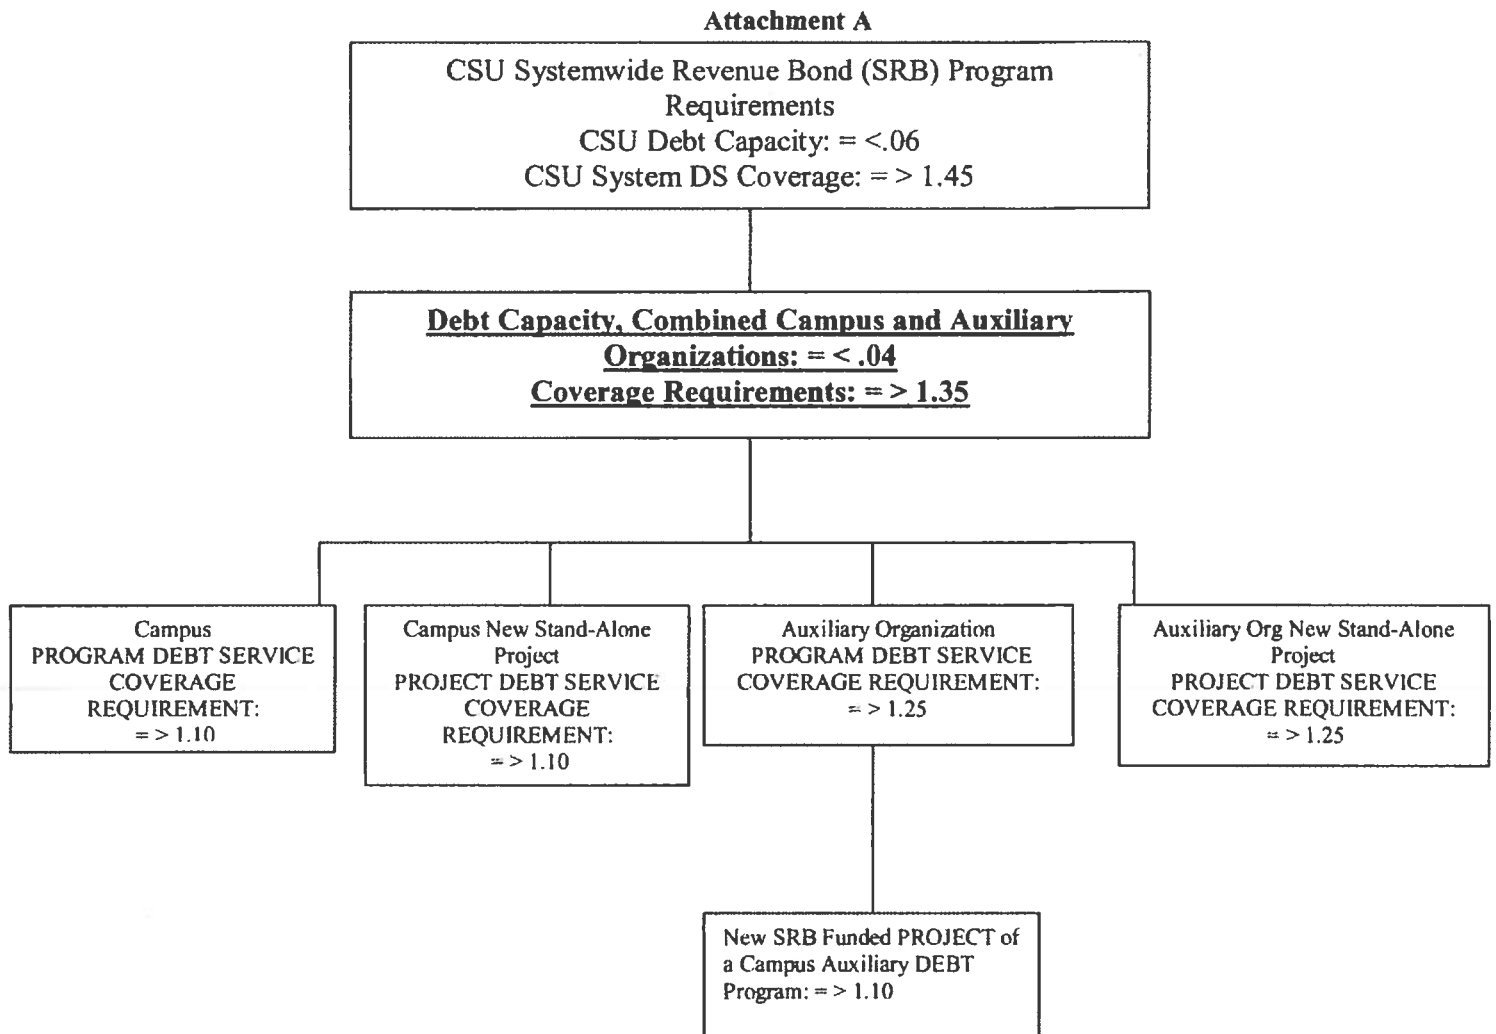 Attachment A
CSU Systemwide Revenue Bond (SRB) Program
Requirements
CSU Debt Capacity: = <.06
CSU System DS Coverage: = > 1.45
Debt Capacity, Combined Campus and Auxiliary
Organizations: = < .04
Coverage Requirements: = > 1.35
Campus
PROGRAM DEBT SERVICE
COVERAGE
REQUIREMENT:
= > 1.10
Campus New Stand-Alone
Project
PROJECT DEBT SERVICE
COVERAGE
REQUIREMENT:
= > 1.10
Auxiliary Organization
PROGRAM DEBT SERVICE
COVERAGE REQUIREMENT:
= > 1.25
Auxiliary Org New Stand-Alone
Project
PROJECT DEBT SERVICE
COVERAGE REQUIREMENT:
= > 1.25
New SRB Funded PROJECT of
a Campus Auxiliary DEBT
Program: = > 1.10